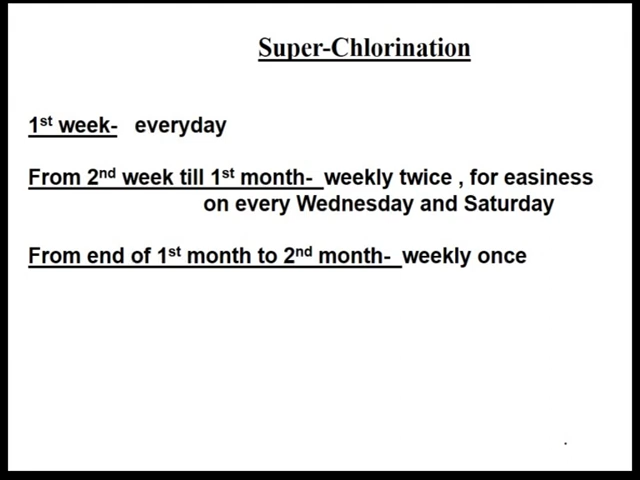 Super-Chlorination
1st week- everyday
From 2nd week till 1st month- weekly twice , for easiness
on every Wednesday and Saturday
From end of 1st month to 2nd month- weekly once